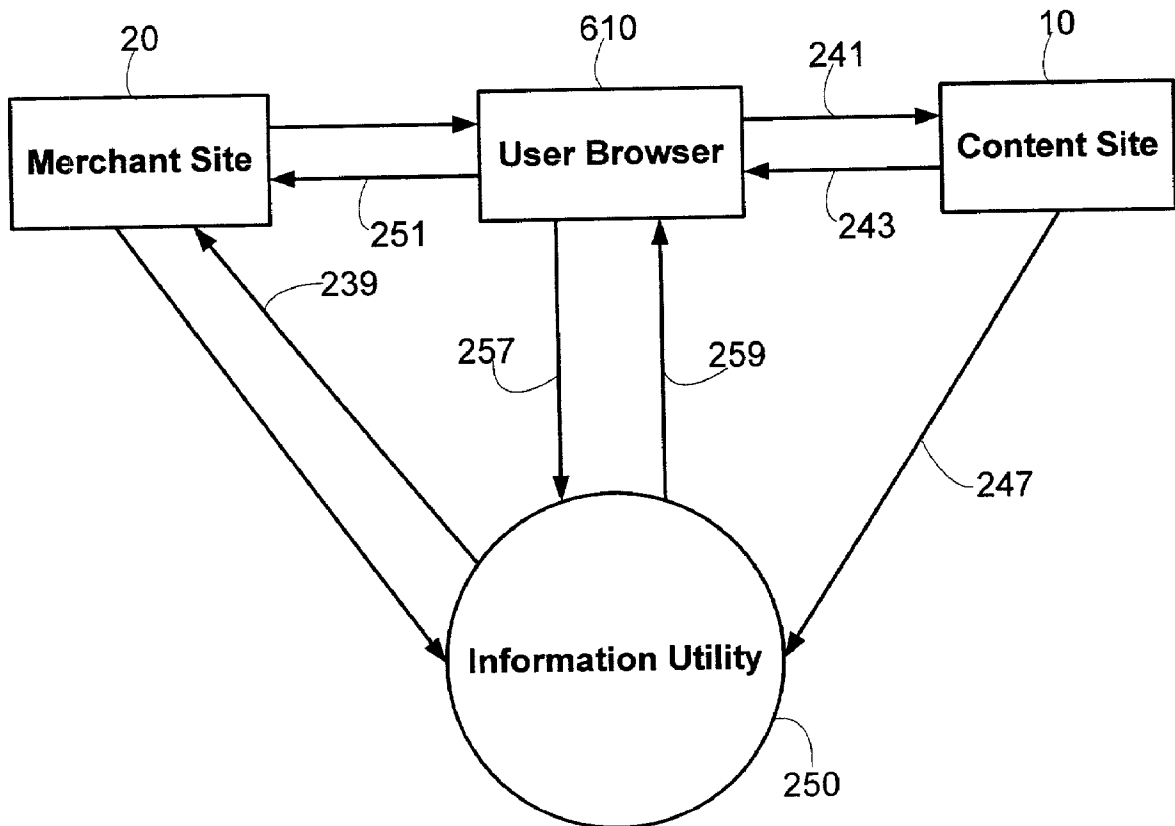 20
610
241
10
Merchant Site
User Browser
Content Site
251
243
239
257
259
247
Information Utility
250